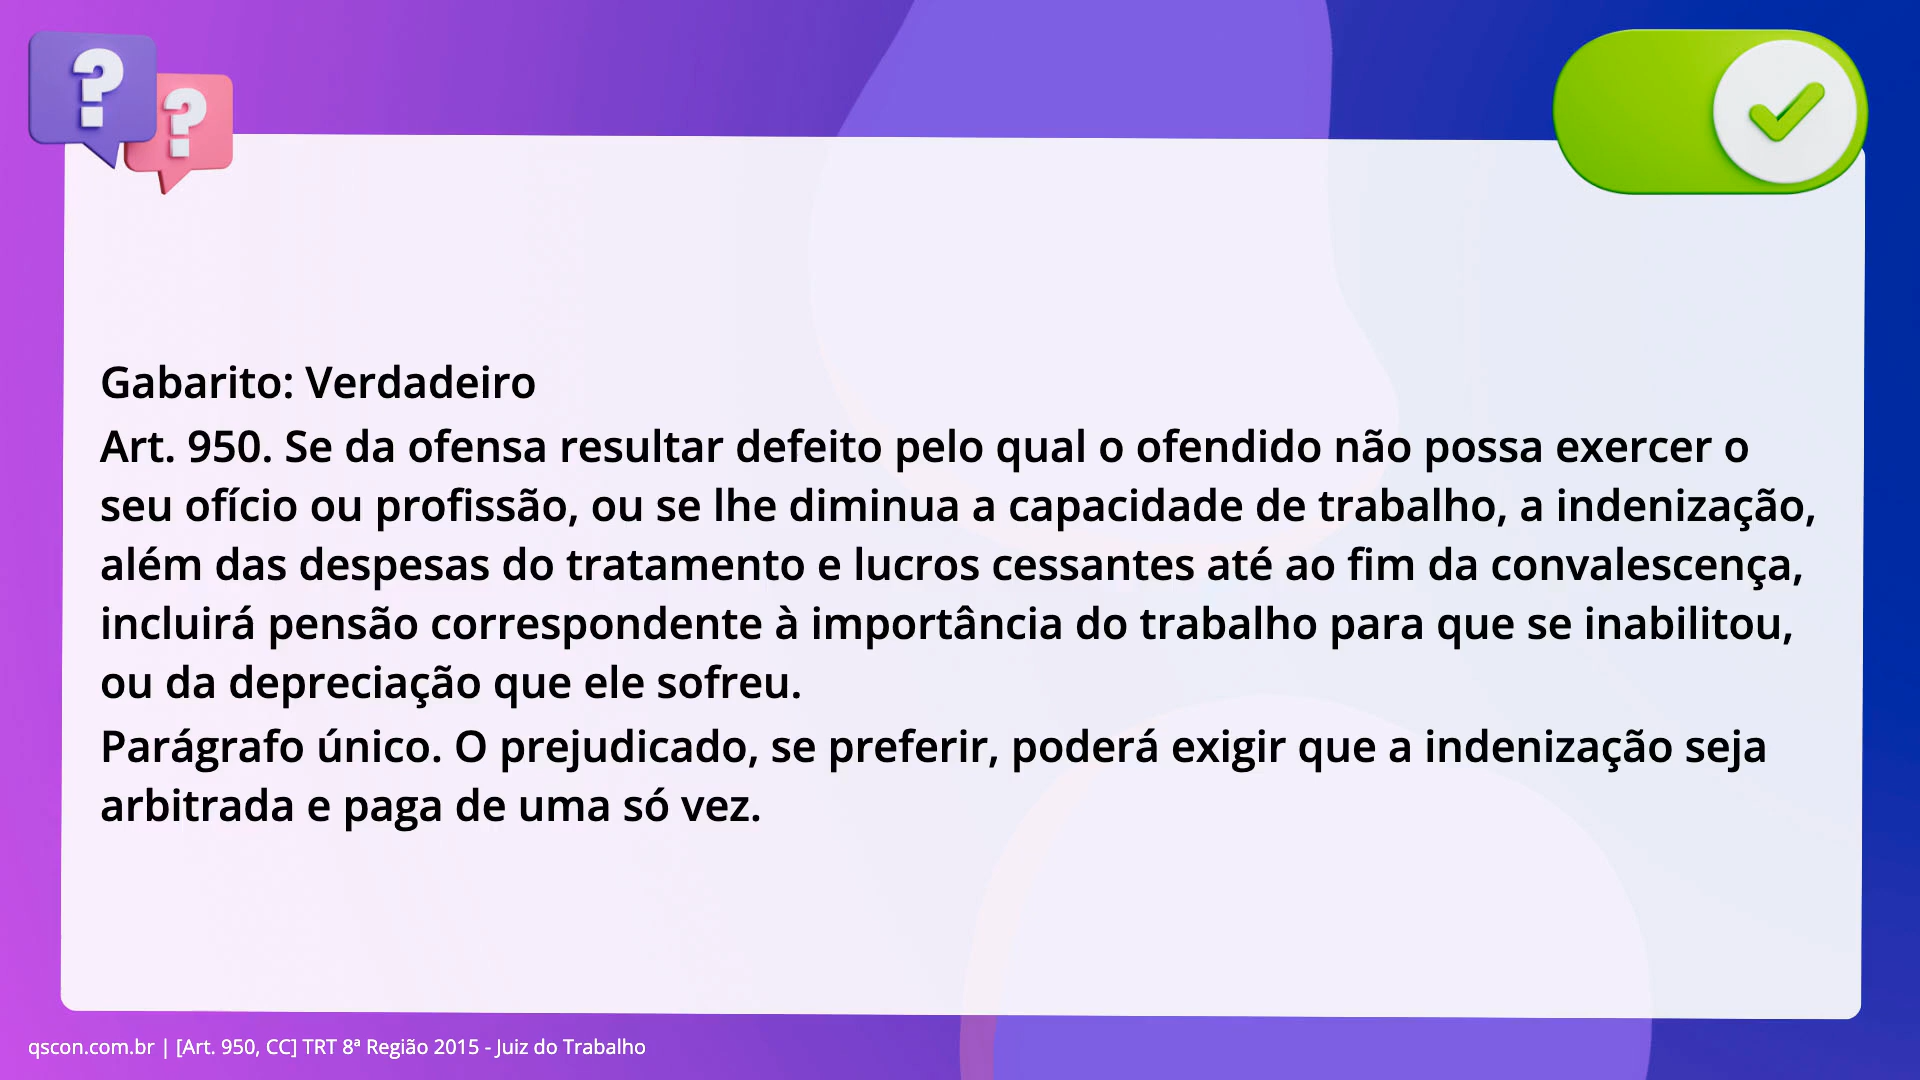 ? ?
Gabarito: Verdadeiro
Art. 950. Se da ofensa resultar defeito pelo qual o ofendido não possa exercer o
seu ofício ou profissão, ou se lhe diminua a capacidade de trabalho, a indenização,
além das despesas do tratamento e lucros cessantes até ao fim da convalescença,
incluirá pensão correspondente à importância do trabalho para que se inabilitou,
ou da depreciação que ele sofreu.
Parágrafo único. O prejudicado, se preferir, poderá exigir que a indenização seja
arbitrada e paga de uma só vez.
qscon.com.br | [Art. 950, CC] TRT 8ª Região 2015 - Juiz do Trabalho